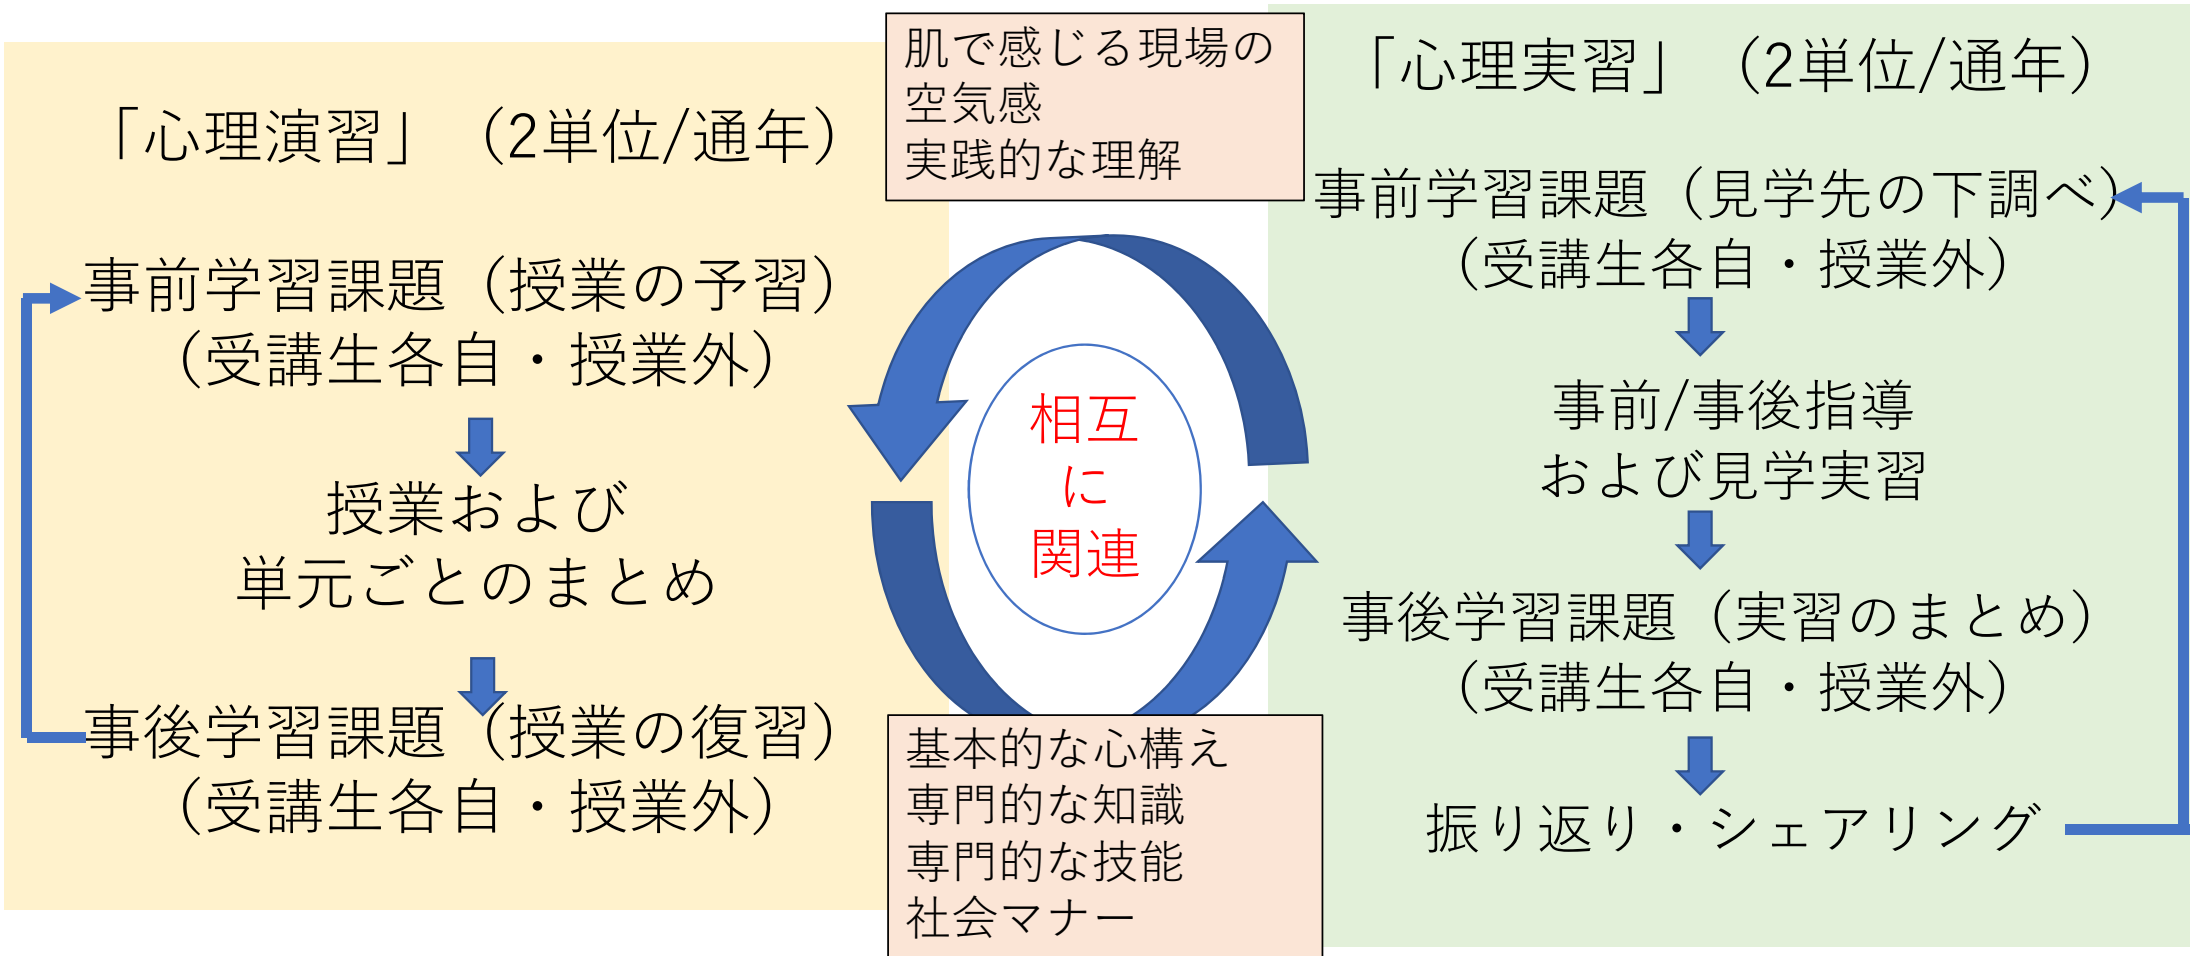 「心理演習」（2単位/通年）
事前学習課題（授業の予習）
（受講生各自・授業外）
授業および
単元ごとのまとめ
事後学習課題（授業の復習）
（受講生各自・授業外）
肌で感じる現場の
空気感
実践的な理解
相互
に
関連
基本的な心構え
専門的な知識
専門的な技能
社会マナー
「心理実習」（2単位/通年）
事前学習課題（見学先の下調べ）
（受講生各自・授業外）
事前/事後指導
および見学実習
事後学習課題（実習のまとめ）
（受講生各自・授業外）
振り返り・シェアリング